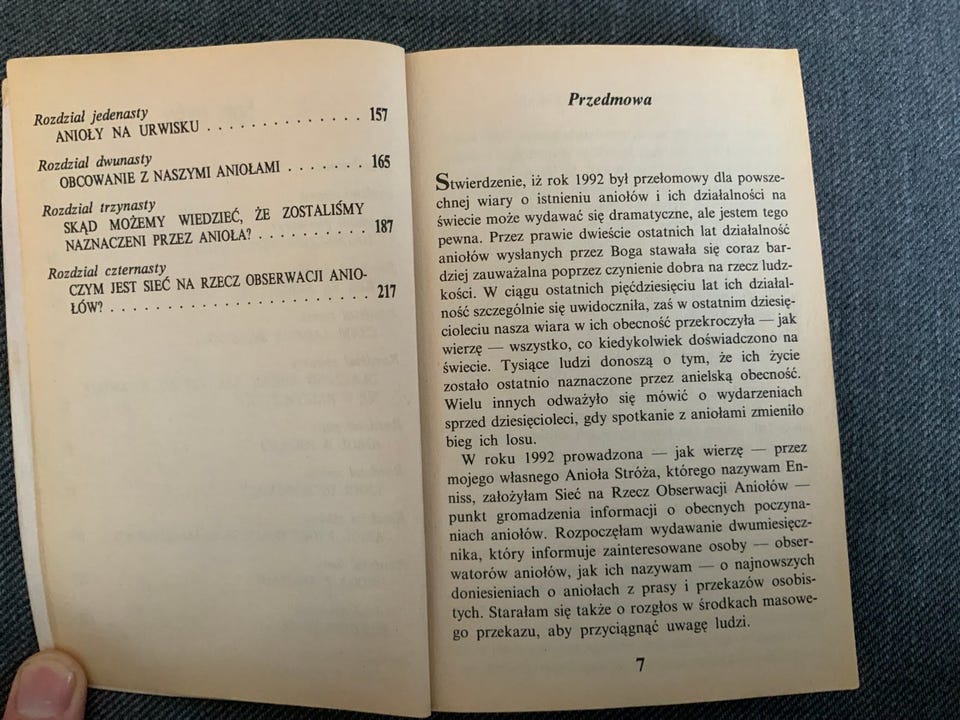 Rozdział jedenasty
ANIOŁY NA URWISKU . . . . . . . . . . . . . . 157
Rozdział dwunasty
OBCOWANIE Z NASZYMI ANIOŁAMI . . . . . . . 165
Rozdział trzynasty
SKĄD MOŻEMY WIEDZIEĆ, ŻE ZOSTALIŚMY
NAZNACZENI PRZEZ ANIOŁA? . . . . . . . . . . 187
Rozdział czternasty
CZYM JEST SIEĆ NA RZECZ OBSERWACJI ANIO-
ŁÓW? . . . . . . . . . . . . . . . . . . . . 217
Przedmowa
Stwierdzenie, iż rok 1992 był przełomowy dla powsze-
chnej wiary o istnieniu aniołów i ich działalności na
świecie może wydawać się dramatyczne, ale jestem tego
pewna. Przez prawie dwieście ostatnich lat działalność
aniołów wysłanych przez Boga stawała się coraz bar-
dziej zauważalna poprzez czynienie dobra na rzecz ludz-
kości. W ciągu ostatnich pięćdziesięciu lat ich działal-
ność szczególnie się uwidoczniła, zaś w ostatnim dziesię-
cioleciu nasza wiara w ich obecność przekroczyła — jak
wierzę — wszystko, co kiedykolwiek doświadczono na
świecie. Tysiące ludzi donoszą o tym, że ich życie
zostało ostatnio naznaczone przez anielską obecność.
Wielu innych odważyło się mówić o wydarzeniach
sprzed dziesięcioleci, gdy spotkanie z aniołami zmieniło
bieg ich losu.
W roku 1992 prowadzona — jak wierzę — przez
mojego własnego Anioła Stróża, którego nazywam En-
niss, założyłam Sieć na Rzecz Obserwacji Aniołów —
punkt gromadzenia informacji o obecnych poczyna-
niach aniołów. Rozpoczęłam wydawanie dwumiesięcz-
nika, który informuje zainteresowane osoby — obser-
watorów aniołów, jak ich nazywam — o najnowszych
doniesieniach o aniołach z prasy i przekazów osobis-
tych. Starałam się także o rozgłos w środkach masowe-
go przekazu, aby przyciągnąć uwagę ludzi.
7